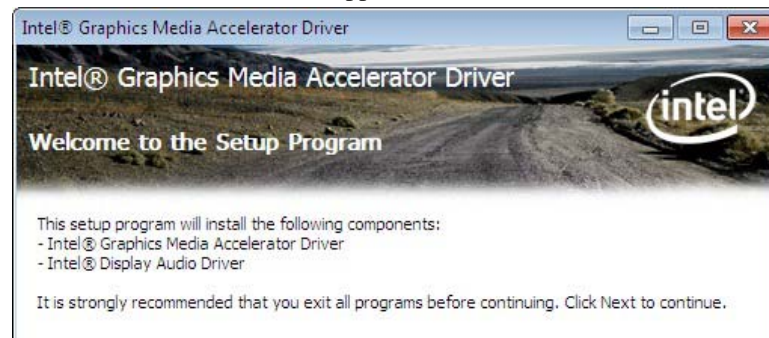 Intel® Graphics Media Accelerator Driver
Intel® Graphics Media Accelerator Driver
intel
Welcome to the Setup Program
This setup program will install the following components:
- Intel® Graphics Media Accelerator Driver
- Intel® Display Audio Driver
It is strongly recommended that you exit all programs before continuing. Click Next to continue.